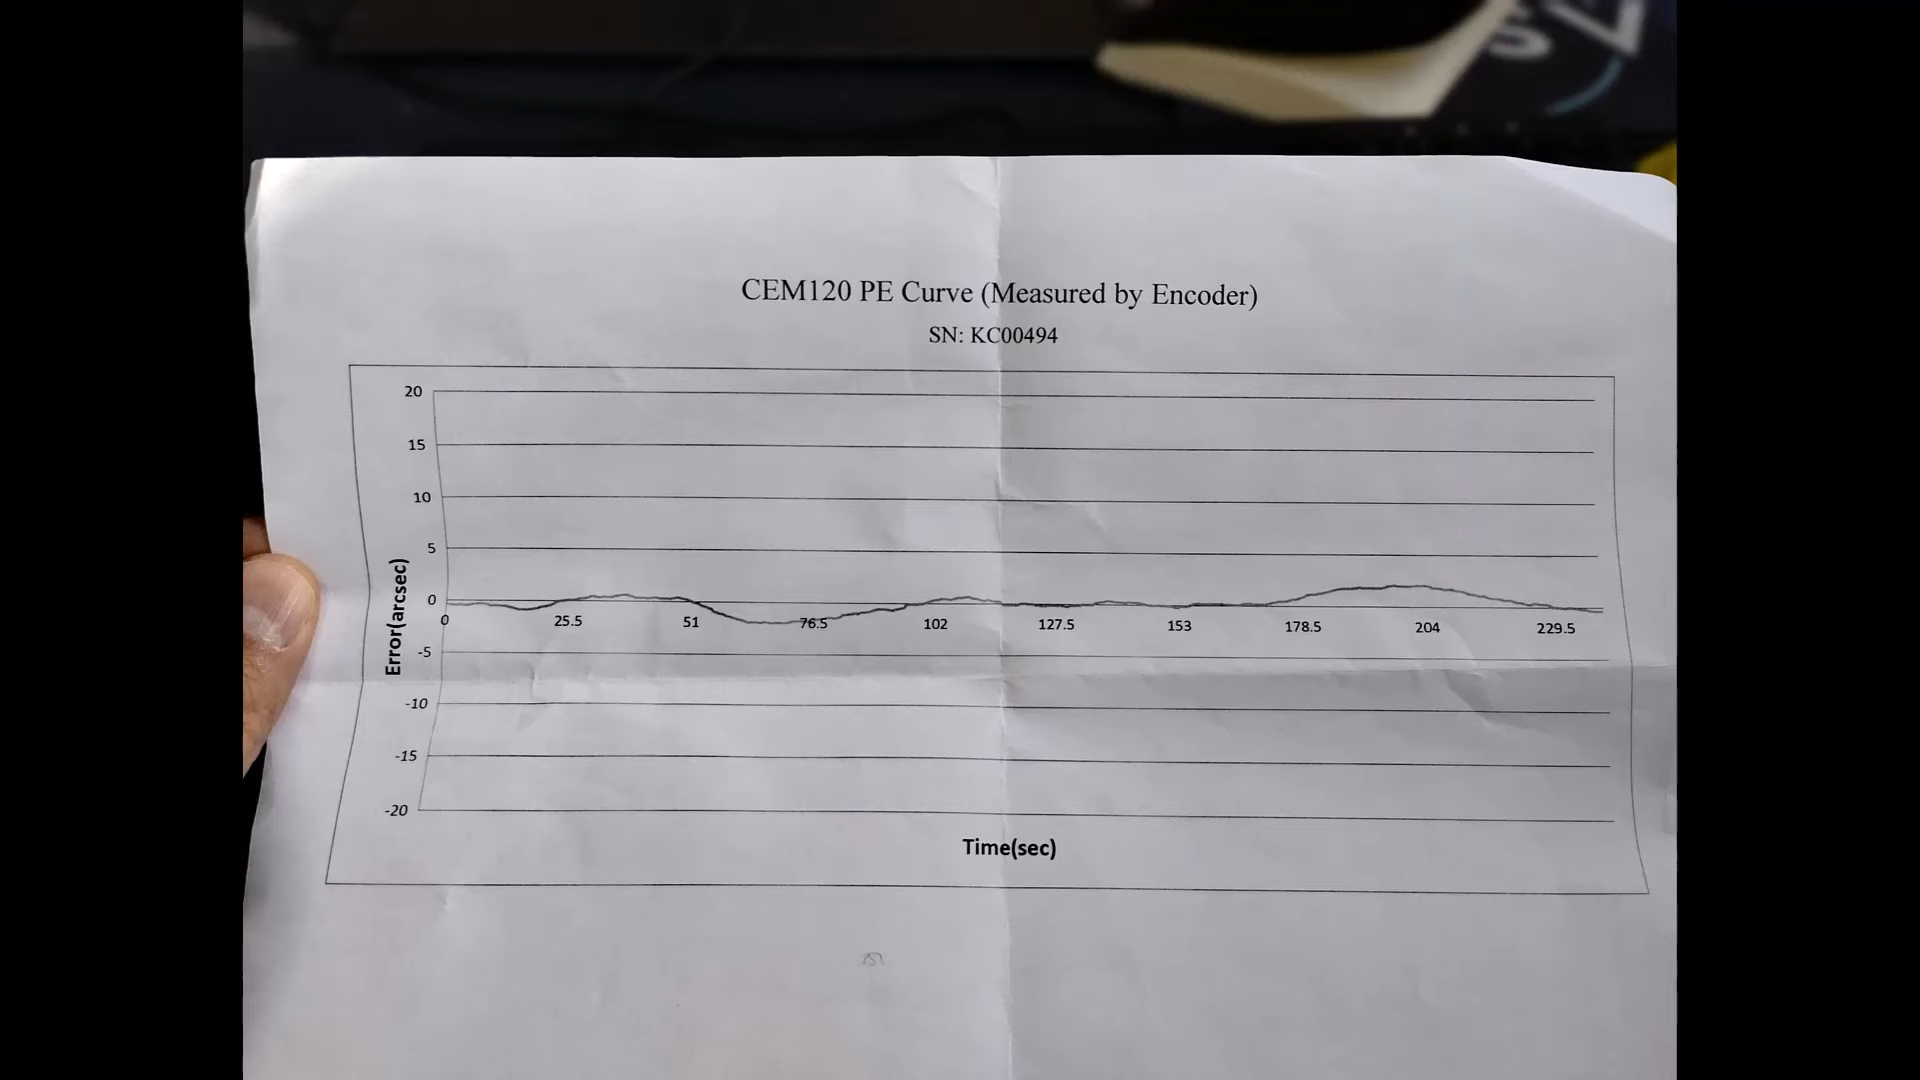 CEM120 PE Curve (Measured by Encoder)
SN: KC00494
20
15
10
5
0
-5
-10
-15
-20
Error(arcsec)
0 25.5 51 76.5 102 127.5 153 178.5 204 229.5
Time(sec)